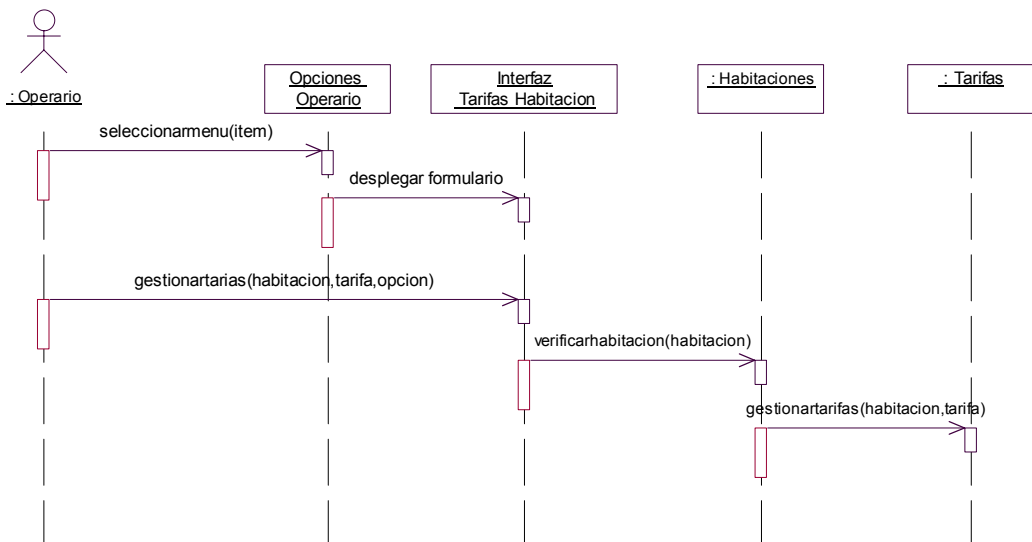 : Operario
Opciones
Operario
Interfaz
Tarifas Habitacion
: Habitaciones
: Tarifas
seleccionarmenu(item)
desplegar formulario
gestionartarias(habitacion,tarifa,opcion)
verificarhabitacion(habitacion)
gestionartarifas(habitacion,tarifa)